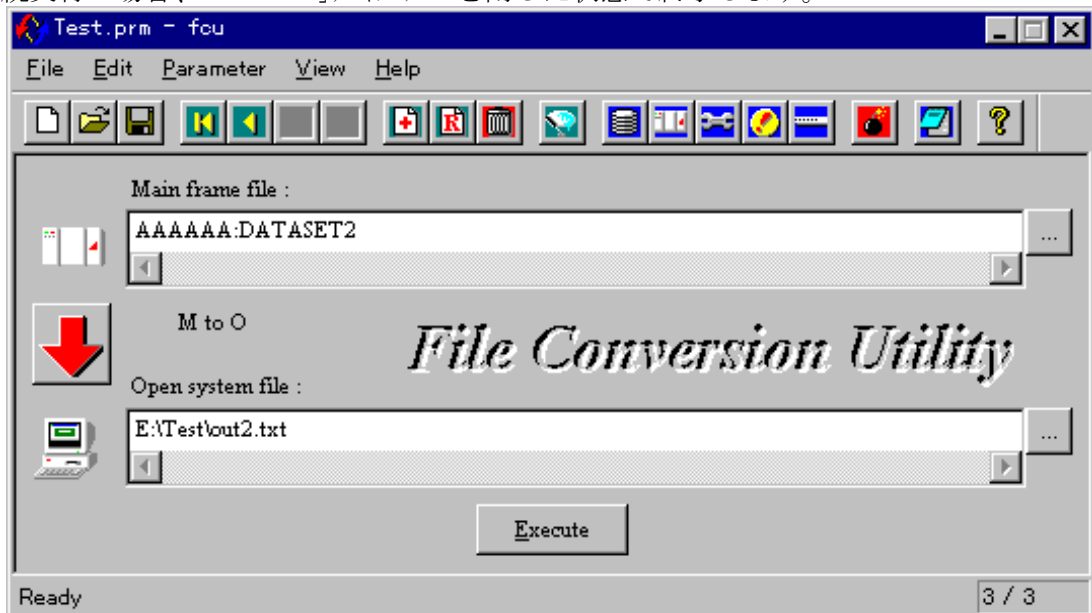 Test.prm - fcu
File Edit Parameter View Help
Main frame file :
AAAAAA:DATASET2
...
M to O
File Conversion Utility
Open system file :
E:\Test\out2.txt
...
Execute
Ready
3 / 3